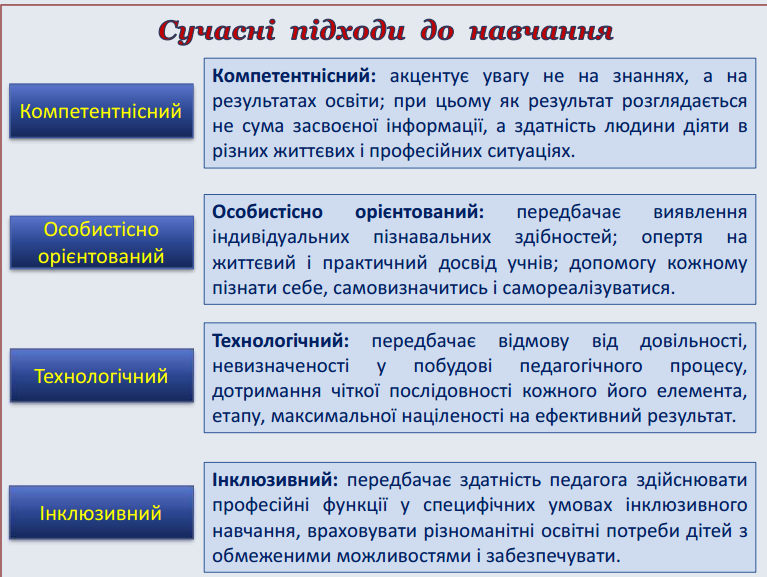 Сучасні підходи до навчання
Компетентнісний
Компетентнісний: акцентує увагу не на знаннях, а на
результатах освіти; при цьому як результат розглядається
не сума засвоєної інформації, а здатність людини діяти в
різних життєвих і професійних ситуаціях.
Особистісно
орієнтований
Особистісно орієнтований: передбачає виявлення
індивідуальних пізнавальних здібностей; опертя на
життєвий і практичний досвід учнів; допомогу кожному
пізнати себе, самовизначитись і самореалізуватися.
Технологічний
Технологічний: передбачає відмову від довільності,
невизначеності у побудові педагогічного процесу,
дотримання чіткої послідовності кожного його елемента,
етапу, максимальної націленості на ефективний результат.
Інклюзивний
Інклюзивний: передбачає здатність педагога здійснювати
професійні функції у специфічних умовах інклюзивного
навчання, враховувати різноманітні освітні потреби дітей з
обмеженими можливостями і забезпечувати.